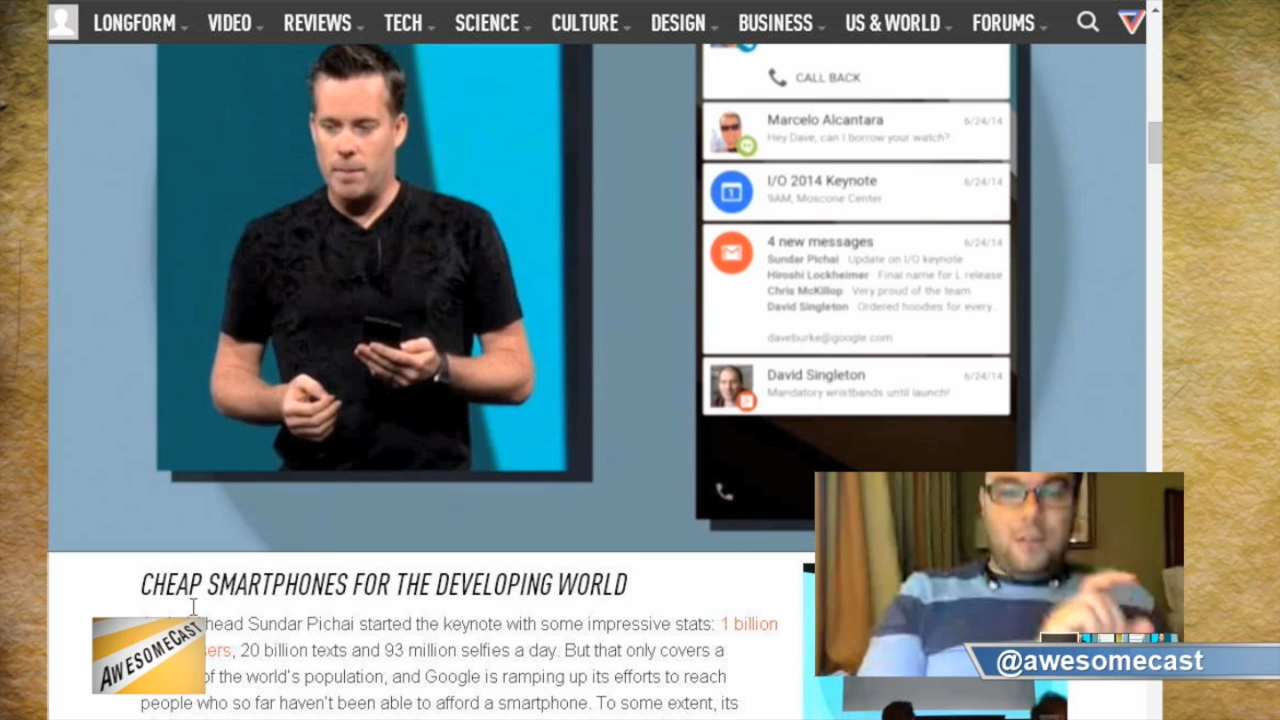 LONGFORM VIDEO REVIEWS TECH SCIENCE CULTURE DESIGN BUSINESS US & WORLD FORUMS
CALL BACK
Marcelo Alcantara 6/24/14
Hey Dave, can I borrow your watch?
I/O 2014 Keynote 6/24/14
9AM, Moscone Center
4 new messages 6/24/14
Sundar Pichai Update on I/O keynote
Hiroshi Lockheimer Final name for L release
Chris McKillop Very proud of the team
David Singleton Ordered hoodies for every..
daveburke@google.com
David Singleton 6/24/14
Mandatory wristbands until launch!
CHEAP SMARTPHONES FOR THE DEVELOPING WORLD
head Sundar Pichai started the keynote with some impressive stats: 1 billion
sers, 20 billion texts and 93 million selfies a day. But that only covers a
of the world's population, and Google is ramping up its efforts to reach
people who so far haven't been able to afford a smartphone. To some extent, its
AWESOMECAST
@awesomecast